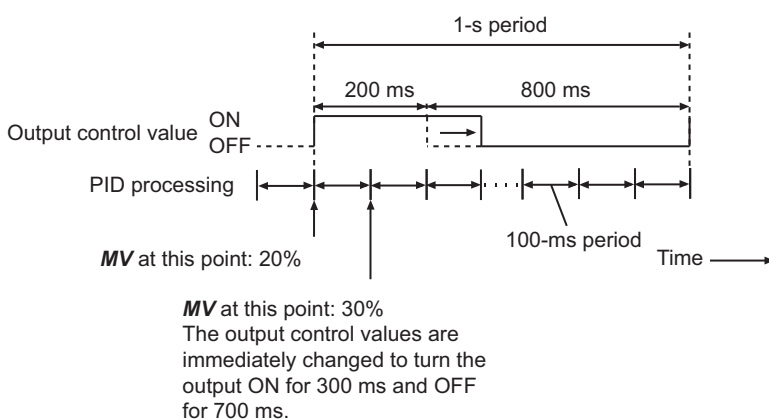 1-s period
200 ms
800 ms
Output control value
ON
OFF
PID processing
100-ms period
Time
MV at this point: 20%
MV at this point: 30%
The output control values are
immediately changed to turn the
output ON for 300 ms and OFF
for 700 ms.